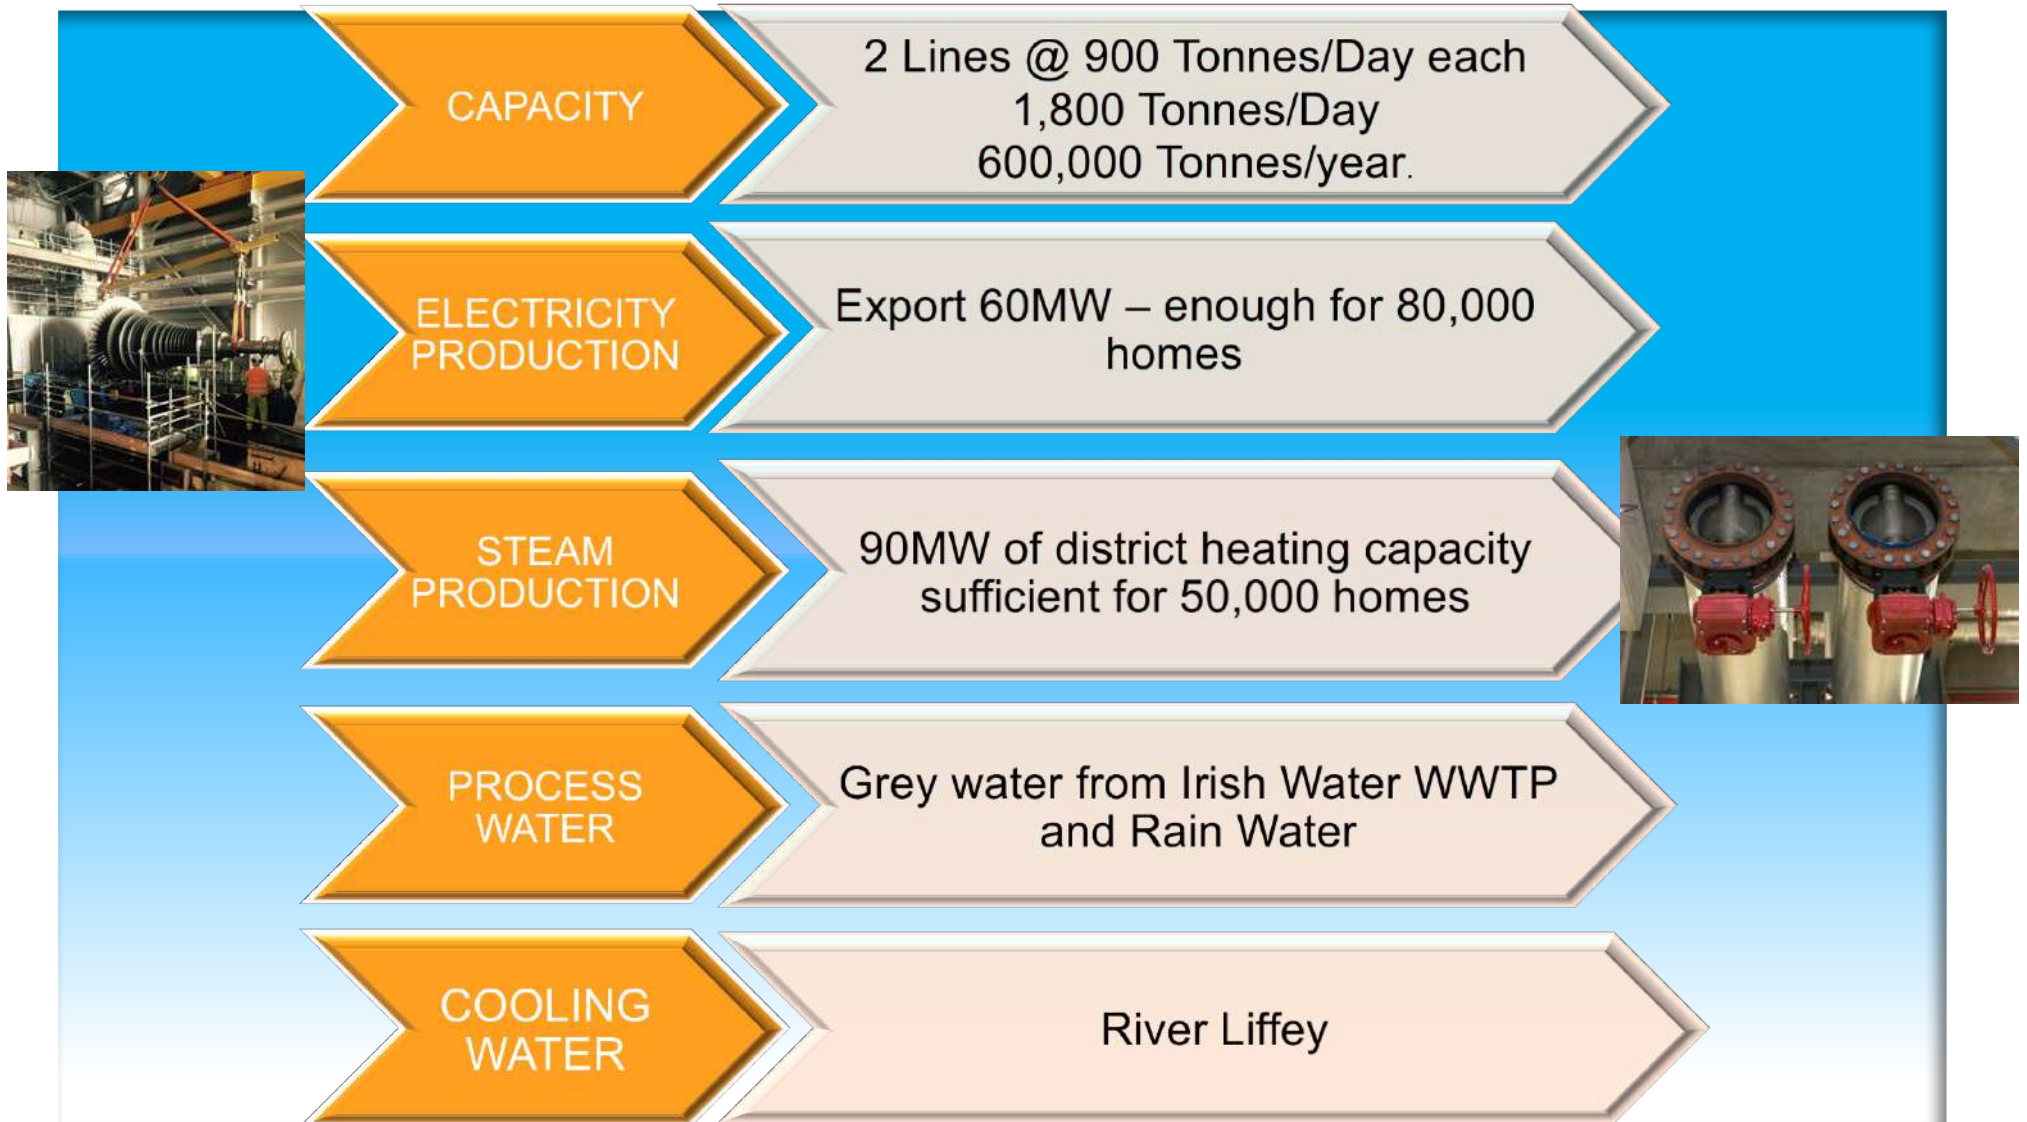 CAPACITY
2 Lines @ 900 Tonnes/Day each
1,800 Tonnes/Day
600,000 Tonnes/year.
ELECTRICITY
PRODUCTION
Export 60MW – enough for 80,000
homes
STEAM
PRODUCTION
90MW of district heating capacity
sufficient for 50,000 homes
PROCESS
WATER
Grey water from Irish Water WWTP
and Rain Water
COOLING
WATER
River Liffey